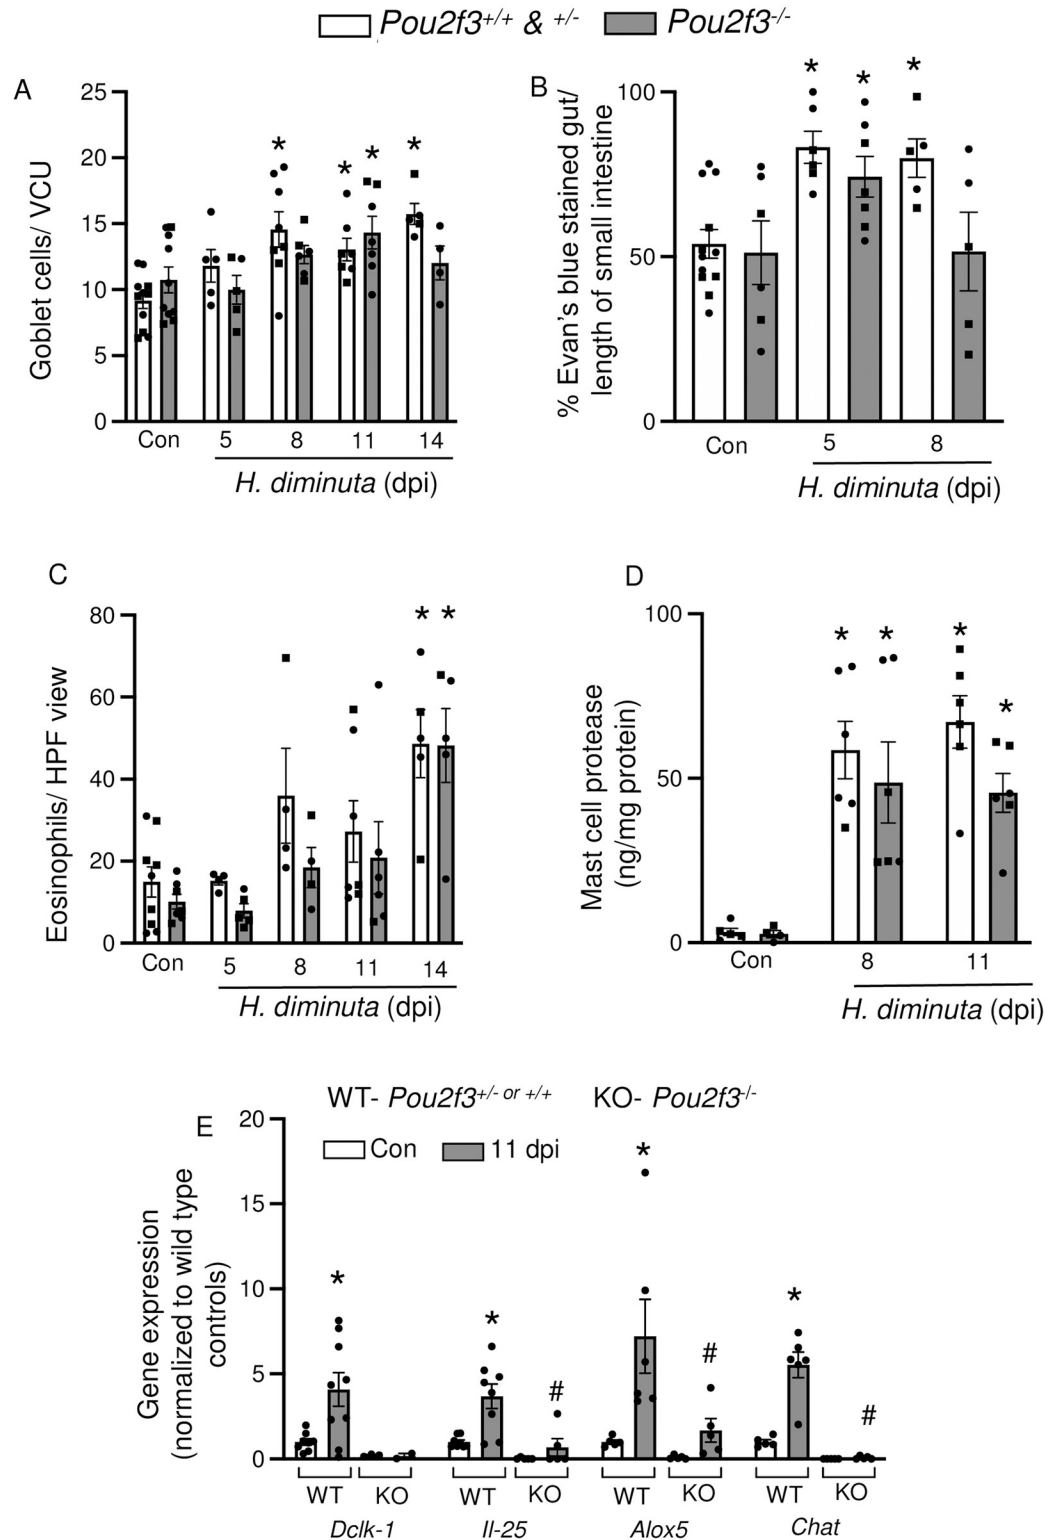 Pou2f3+/+ & +/- Pou2f3-/-
A
25
20
15
10
5
0
Goblet cells/ VCU
* * * *
Con 5 8 11 14
H. diminuta (dpi)
B
100
50
0
% Evan's blue stained gut/
length of small intestine
* * *
Con 5 8
H. diminuta (dpi)
C
80
60
40
20
0
Eosinophils/ HPF view
* *
Con 5 8 11 14
H. diminuta (dpi)
D
100
50
0
Mast cell protease
(ng/mg protein)
* * * *
Con 8 11
H. diminuta (dpi)
WT- Pou2f3+/- or +/+ KO- Pou2f3-/-
E
Con 11 dpi
20
15
10
5
0
Gene expression
(normalized to wild type
controls)
* * # * # * #
WT KO WT KO WT KO WT KO
Dclk-1 Il-25 Alox5 Chat